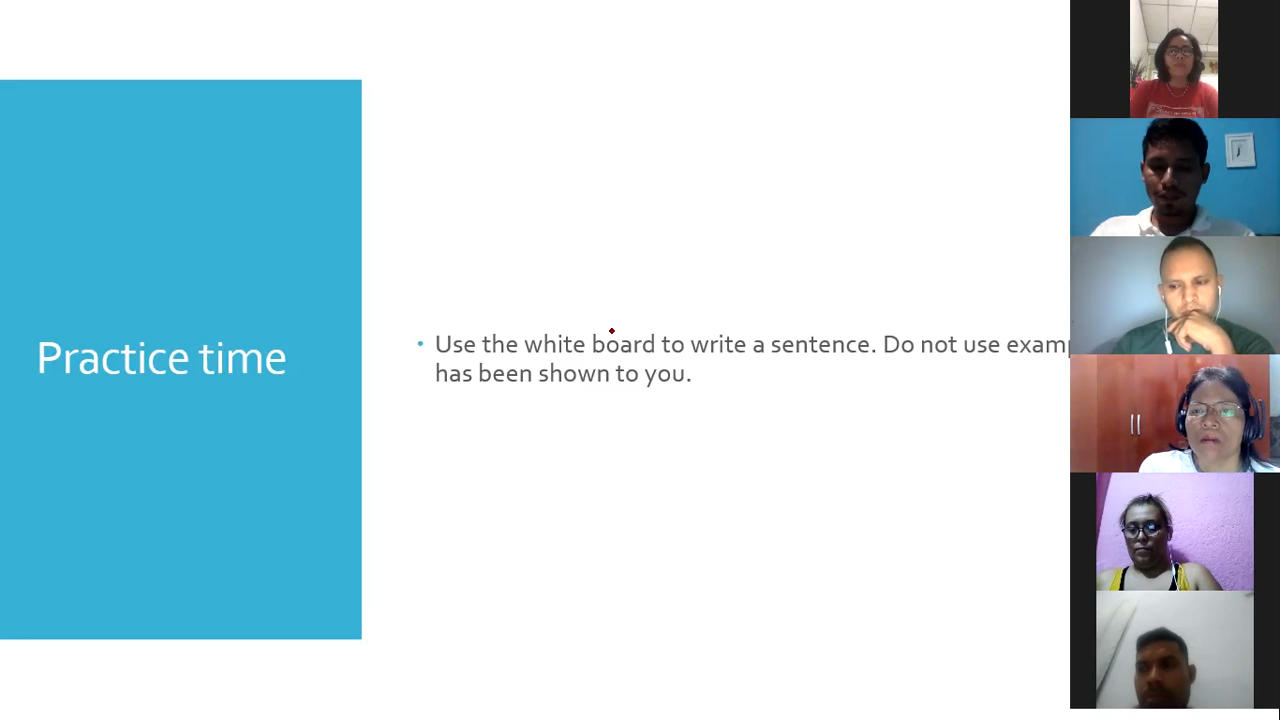 Practice time
• Use the white board to write a sentence. Do not use
has been shown to you.